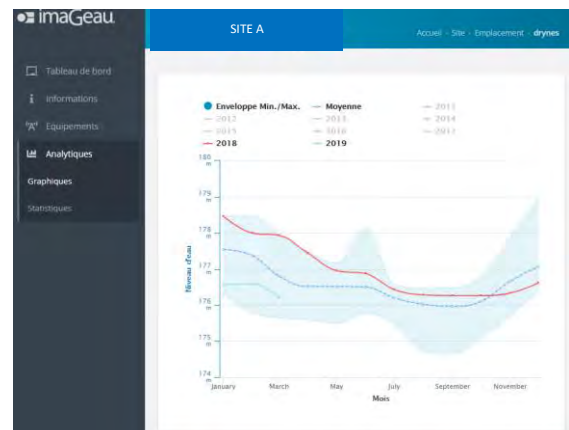 imaGeau
SITE A
Accueil - Site - Emplacement - drynes
Tableau de bord
Informations
Equipements
Analytiques
Graphiques
Statistiques
Enveloppe Min./Max. Moyenne 2011
2012 2013 2014
2015 2016 2017
2018 2019
180 m
179 m
178 m
177 m
176 m
175 m
174 m
Niveau d'eau
January March May July September November
Mois